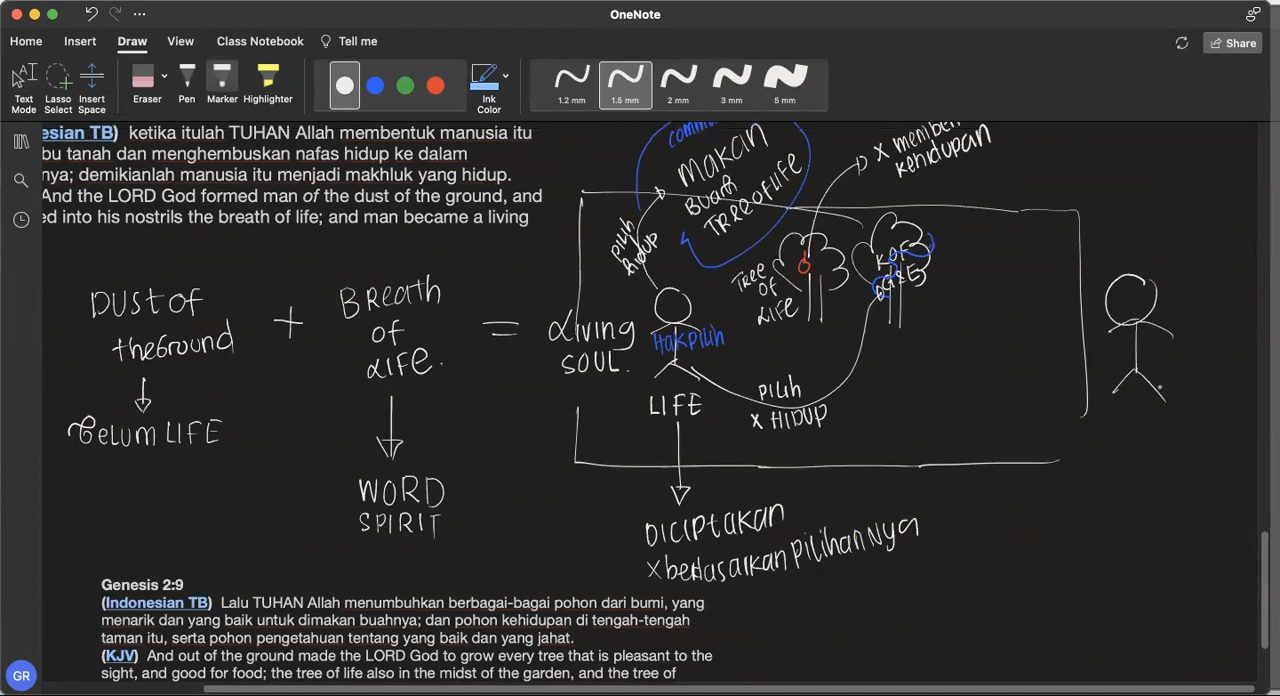 OneNote
Home Insert Draw View Class Notebook Tell me
Share
Text Mode
Lasso Select
Insert Space
Eraser
Pen
Marker
Highlighter
Ink Color
1.2 mm
1.5 mm
2 mm
3 mm
5 mm
esian TB) ketika itulah TUHAN Allah membentuk manusia itu
bu tanah dan menghembuskan nafas hidup ke dalam
nya; demikianlah manusia itu menjadi makhluk yang hidup.
And the LORD God formed man of the dust of the ground, and
ed into his nostrils the breath of life; and man became a living
DUST OF
the Ground
BELUM LIFE
+
BREATH
OF
LIFE.
WORD
SPIRIT
=
LIVING
SOUL.
PILIH
HIDUP
MAKAN
BUAH
TREE OF LIFE
X
KEHIDUPAN
TREE
OF
LIFE
K OF
HAK PILIH
LIFE
PILIH
X HIDUP
DICIPTAKAN
X berdasarkan pilihannya
Genesis 2:9
(Indonesian TB) Lalu TUHAN Allah menumbuhkan berbagai-bagai pohon dari bumi, yang
menarik dan yang baik untuk dimakan buahnya; dan pohon kehidupan di tengah-tengah
taman itu, serta pohon pengetahuan tentang yang baik dan yang jahat.
(KJV) And out of the ground made the LORD God to grow every tree that is pleasant to the
sight, and good for food; the tree of life also in the midst of the garden, and the tree of
GR